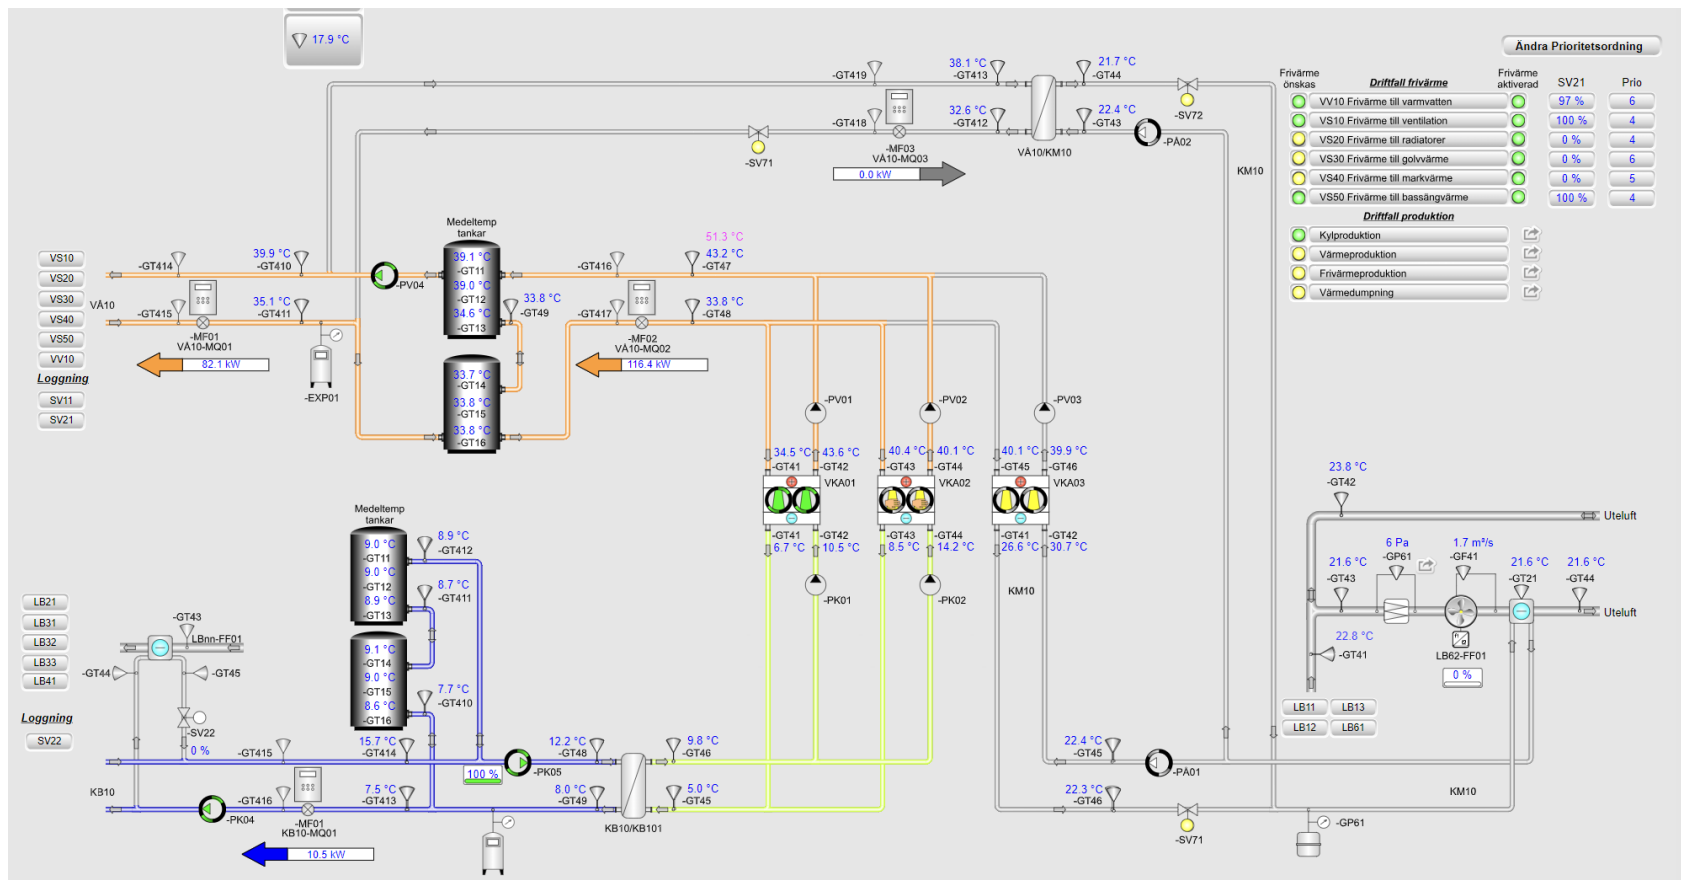 17.9 °C
Ändra Prioritetsordning
Frivärme önskas
Driftfall frivärme
Frivärme aktiverad
SV21
Prio
VV10 Frivärme till varmvatten
97 %
6
VS10 Frivärme till ventilation
100 %
4
VS20 Frivärme till radiatorer
0 %
4
VS30 Frivärme till golvvärme
0 %
6
VS40 Frivärme till markvärme
0 %
5
VS50 Frivärme till bassängvärme
100 %
4
Driftfall produktion
Kylproduktion
Värmeproduktion
Frivärmeproduktion
Värmedumpning
-GT419
38.1 °C
-GT413
21.7 °C
-GT44
-SV72
-GT418
32.6 °C
-GT412
22.4 °C
-GT43
-SV71
-MF03
VÅ10-MQ03
0.0 kW
VÅ10/KM10
-PÅ02
KM10
Medeltemp
tankar
39.1 °C
-GT11
39.0 °C
-GT12
34.6 °C
-GT13
33.8 °C
-GT49
33.7 °C
-GT14
33.8 °C
-GT15
33.8 °C
-GT16
VS10
VS20
VS30
VS40
VS50
VV10
Loggning
SV11
SV21
VÅ10
-GT414
39.9 °C
-GT410
-PV04
-GT415
35.1 °C
-GT411
-MF01
VÅ10-MQ01
82.1 kW
-EXP01
-GT416
51.3 °C
43.2 °C
-GT47
-GT417
33.8 °C
-GT48
-MF02
VÅ10-MQ02
116.4 kW
-PV01
-PV02
-PV03
34.5 °C
-GT41
43.6 °C
-GT42
VKA01
40.4 °C
-GT43
40.1 °C
-GT44
VKA02
40.1 °C
-GT45
39.9 °C
-GT46
VKA03
-GT41
6.7 °C
-GT42
10.5 °C
-GT43
8.5 °C
-GT44
14.2 °C
-GT41
26.6 °C
-GT42
30.7 °C
-PK01
-PK02
KM10
Medeltemp
tankar
9.0 °C
-GT11
9.0 °C
-GT12
8.9 °C
-GT13
8.9 °C
-GT412
8.7 °C
-GT411
9.1 °C
-GT14
9.0 °C
-GT15
8.6 °C
-GT16
7.7 °C
-GT410
LB21
LB31
LB32
LB33
LB41
Loggning
SV22
-GT43
LBnn-FF01
-GT44
-GT45
-SV22
0 %
KB10
-GT415
15.7 °C
-GT414
100 %
-PK05
12.2 °C
-GT48
9.8 °C
-GT46
-PK04
-GT416
7.5 °C
-GT413
8.0 °C
-GT49
5.0 °C
-GT45
-MF01
KB10-MQ01
10.5 kW
KB10/KB101
22.4 °C
-GT45
-PÅ01
22.3 °C
-GT46
-SV71
-GP61
KM10
23.8 °C
-GT42
Uteluft
21.6 °C
-GT43
6 Pa
-GP61
1.7 m³/s
-GF41
21.6 °C
-GT21
21.6 °C
-GT44
Uteluft
22.8 °C
-GT41
LB62-FF01
0 %
LB11
LB13
LB12
LB61